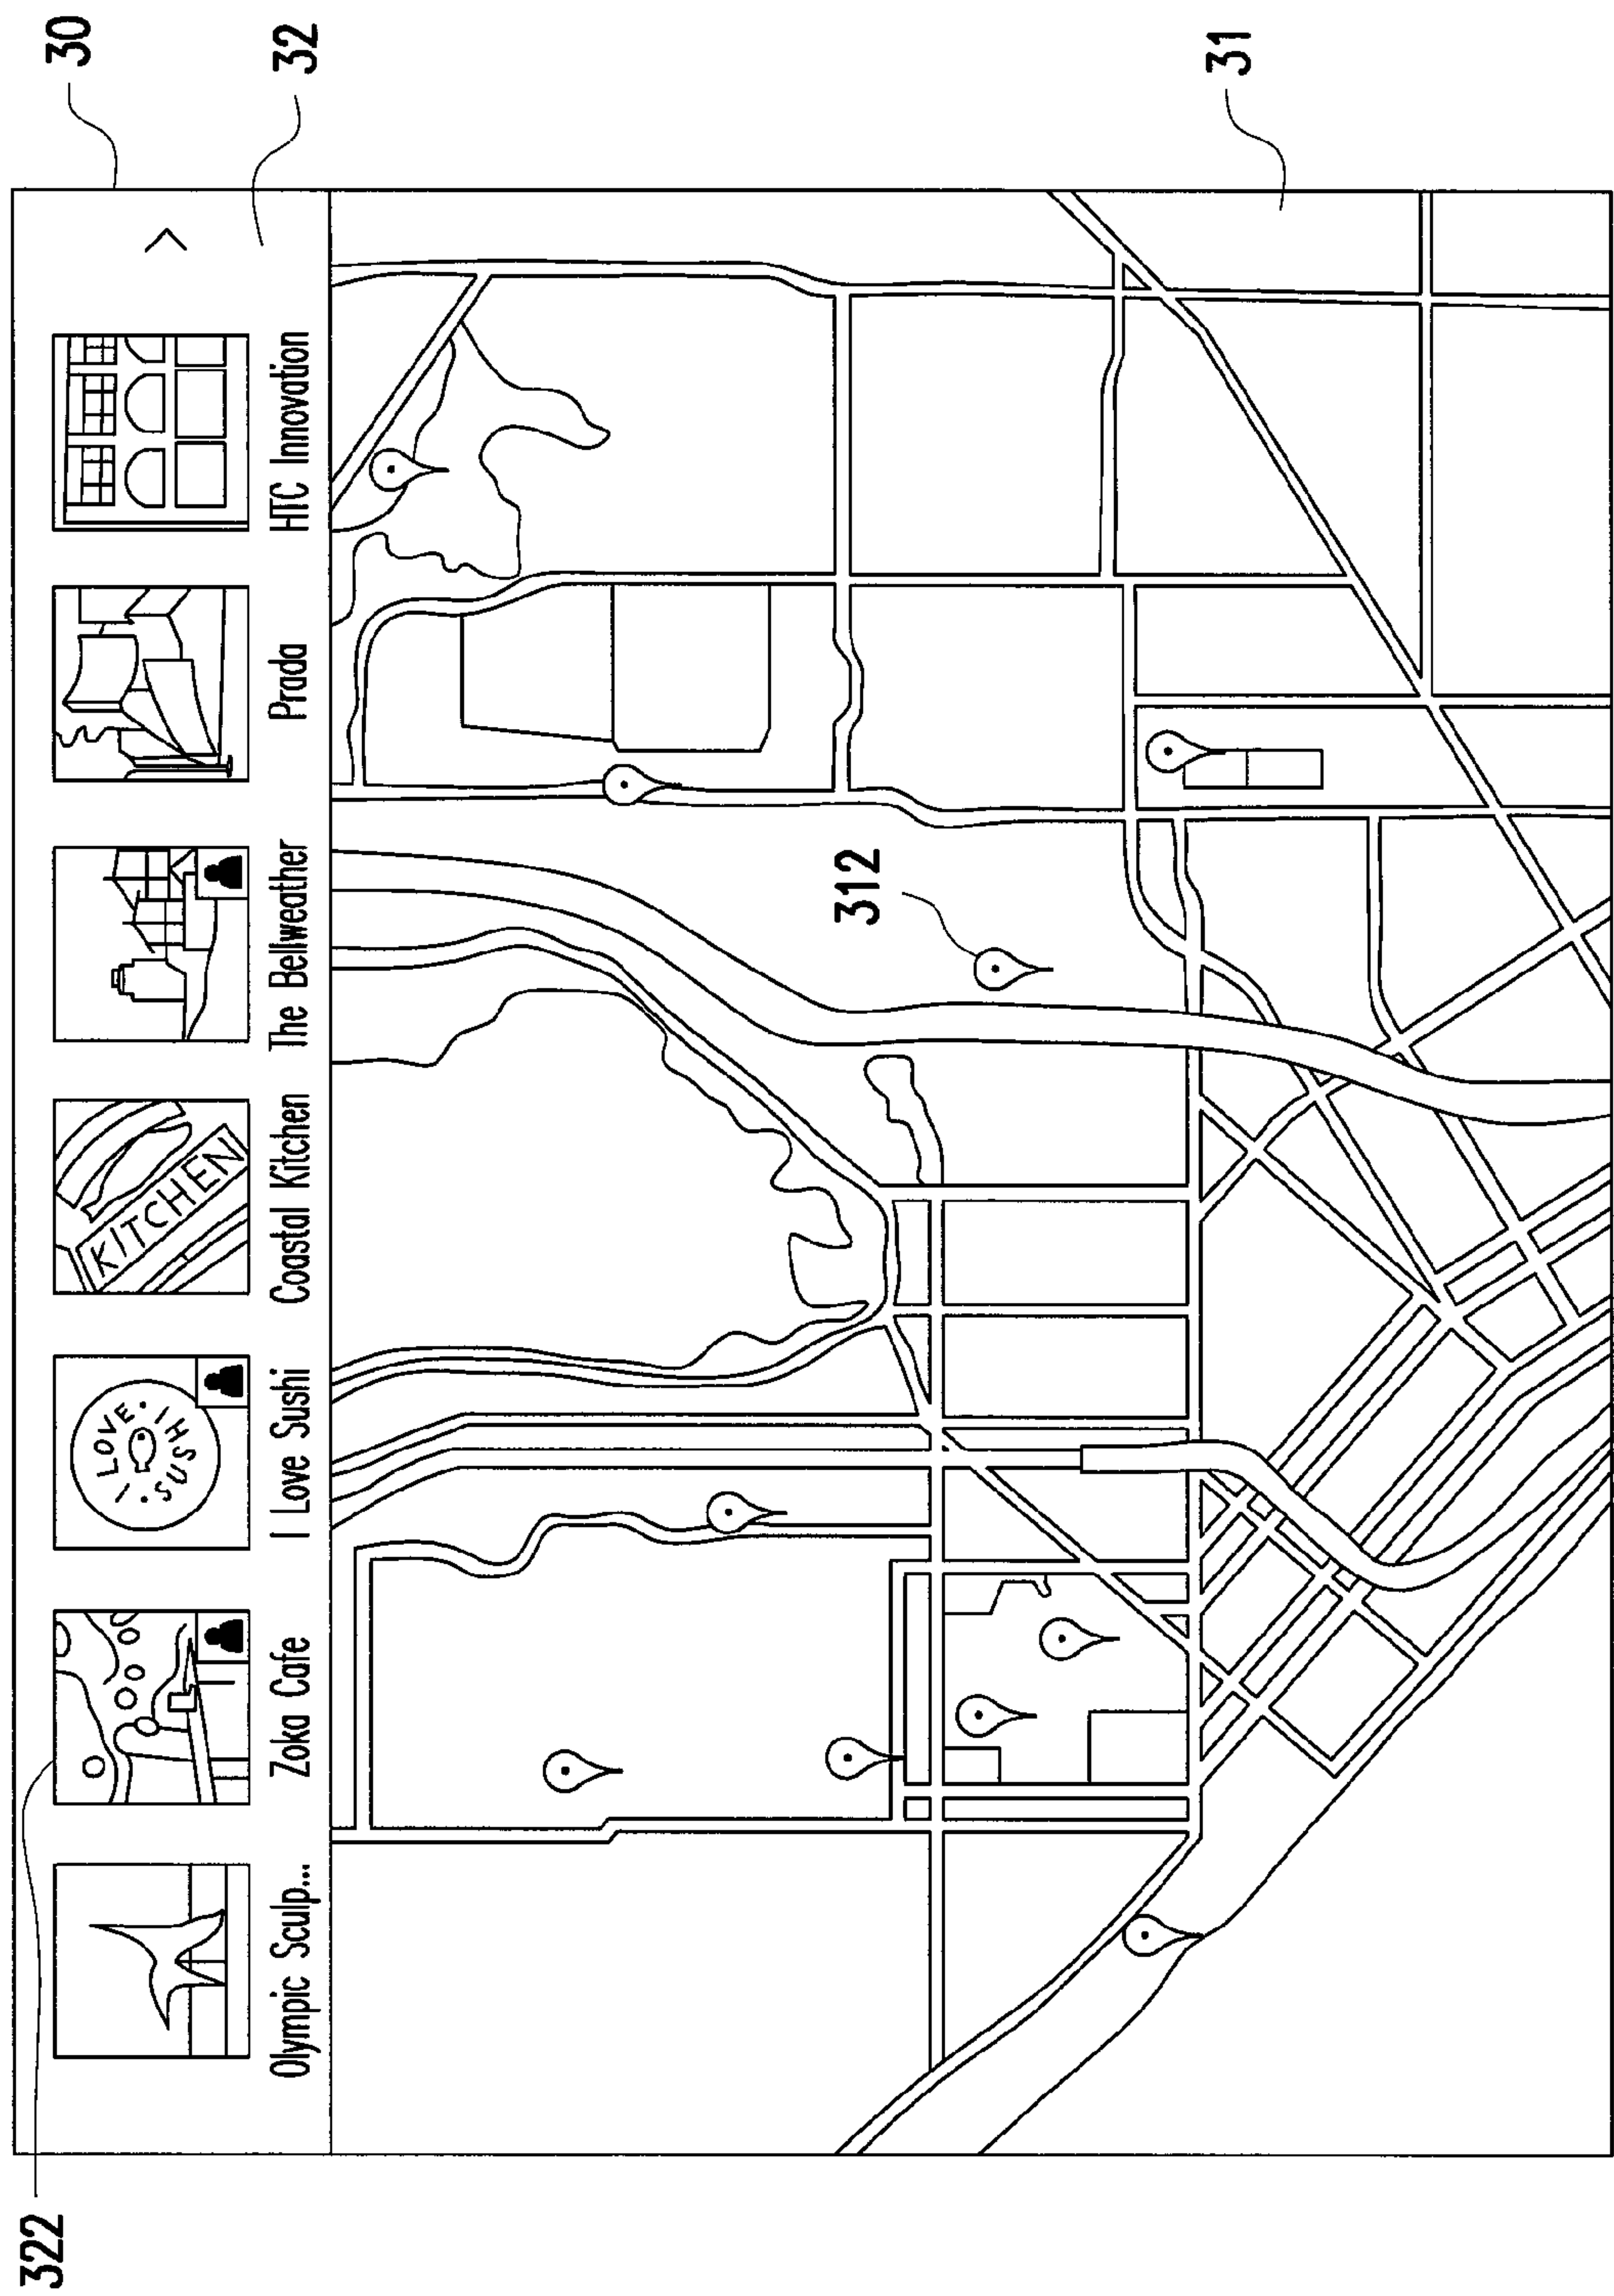 322
30
32
I LOVE • SUSHI •
KITCHEN
Olympic Sculp...
Zoka Cafe
I Love Sushi
Coastal Kitchen
The Bellweather
Prada
HTC Innovation
312
31